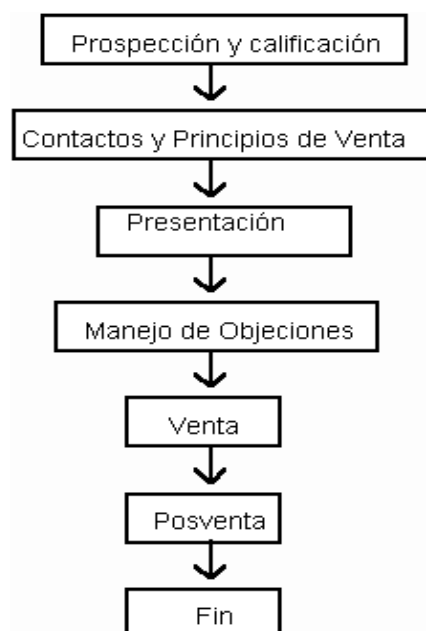 Prospección y calificación
Contactos y Principios de Venta
Presentación
Manejo de Objeciones
Venta
Posventa
Fin